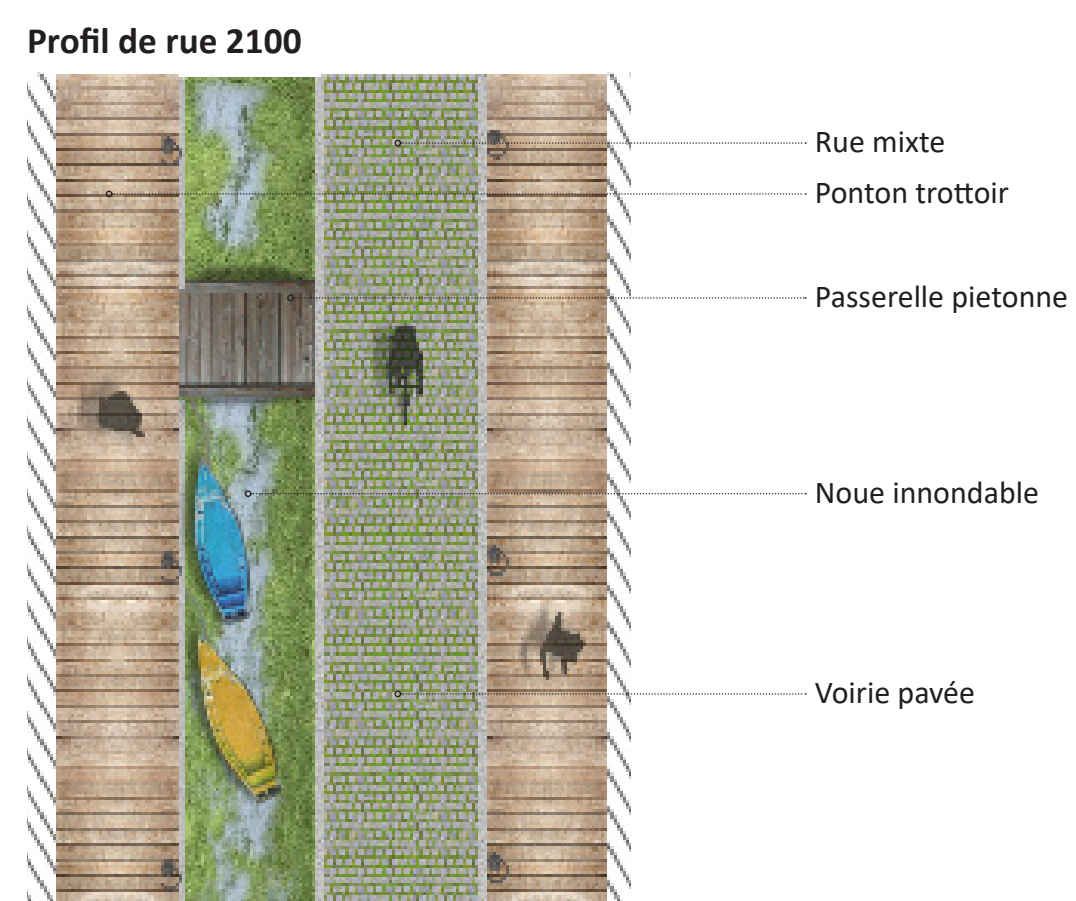 Profil de rue 2100
Rue mixte
Ponton trottoir
Passerelle pietonne
Noue innondable
Voirie pavée